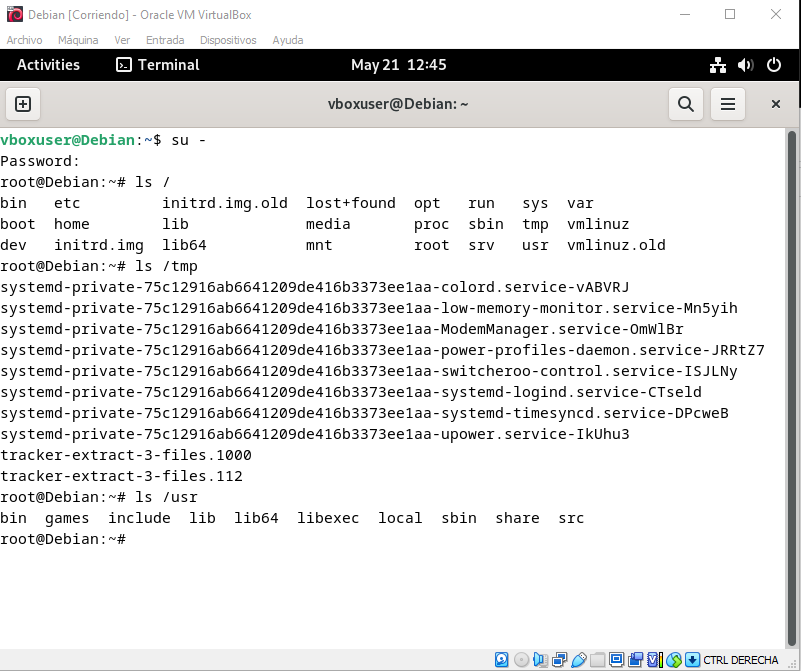 Debian [Corriendo] - Oracle VM VirtualBox
Archivo Máquina Ver Entrada Dispositivos Ayuda
Activities Terminal May 21 12:45
vboxuser@Debian: ~
vboxuser@Debian:~$ su -
Password:
root@Debian:~# ls /
bin etc initrd.img.old lost+found opt run sys var
boot home lib media proc sbin tmp vmlinuz
dev initrd.img lib64 mnt root srv usr vmlinuz.old
root@Debian:~# ls /tmp
systemd-private-75c12916ab6641209de416b3373ee1aa-colord.service-vABVRJ
systemd-private-75c12916ab6641209de416b3373ee1aa-low-memory-monitor.service-Mn5yih
systemd-private-75c12916ab6641209de416b3373ee1aa-ModemManager.service-OmWlBr
systemd-private-75c12916ab6641209de416b3373ee1aa-power-profiles-daemon.service-JRRtZ7
systemd-private-75c12916ab6641209de416b3373ee1aa-switcheroo-control.service-ISJLNy
systemd-private-75c12916ab6641209de416b3373ee1aa-systemd-logind.service-CTseld
systemd-private-75c12916ab6641209de416b3373ee1aa-systemd-timesyncd.service-DPcweB
systemd-private-75c12916ab6641209de416b3373ee1aa-upower.service-IkUhu3
tracker-extract-3-files.1000
tracker-extract-3-files.112
root@Debian:~# ls /usr
bin games include lib lib64 libexec local sbin share src
root@Debian:~#
CTRL DERECHA